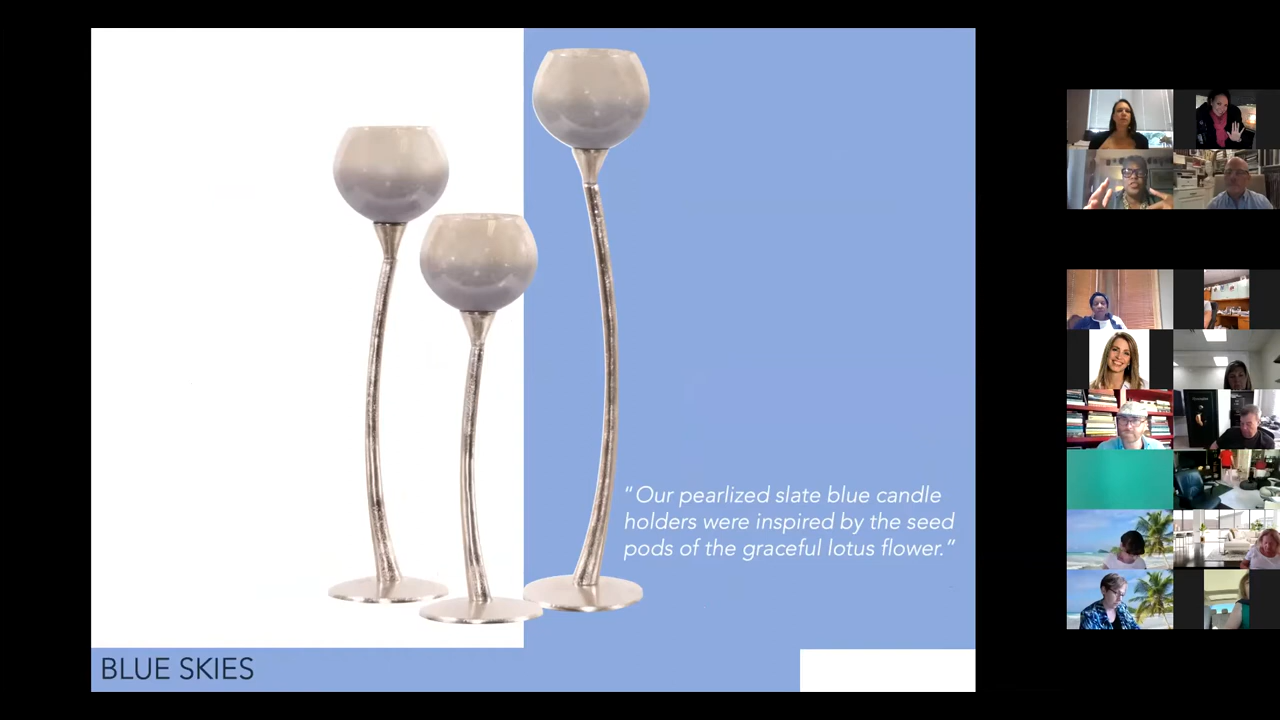 “Our pearlized slate blue candle
holders were inspired by the seed
pods of the graceful lotus flower.”
BLUE SKIES